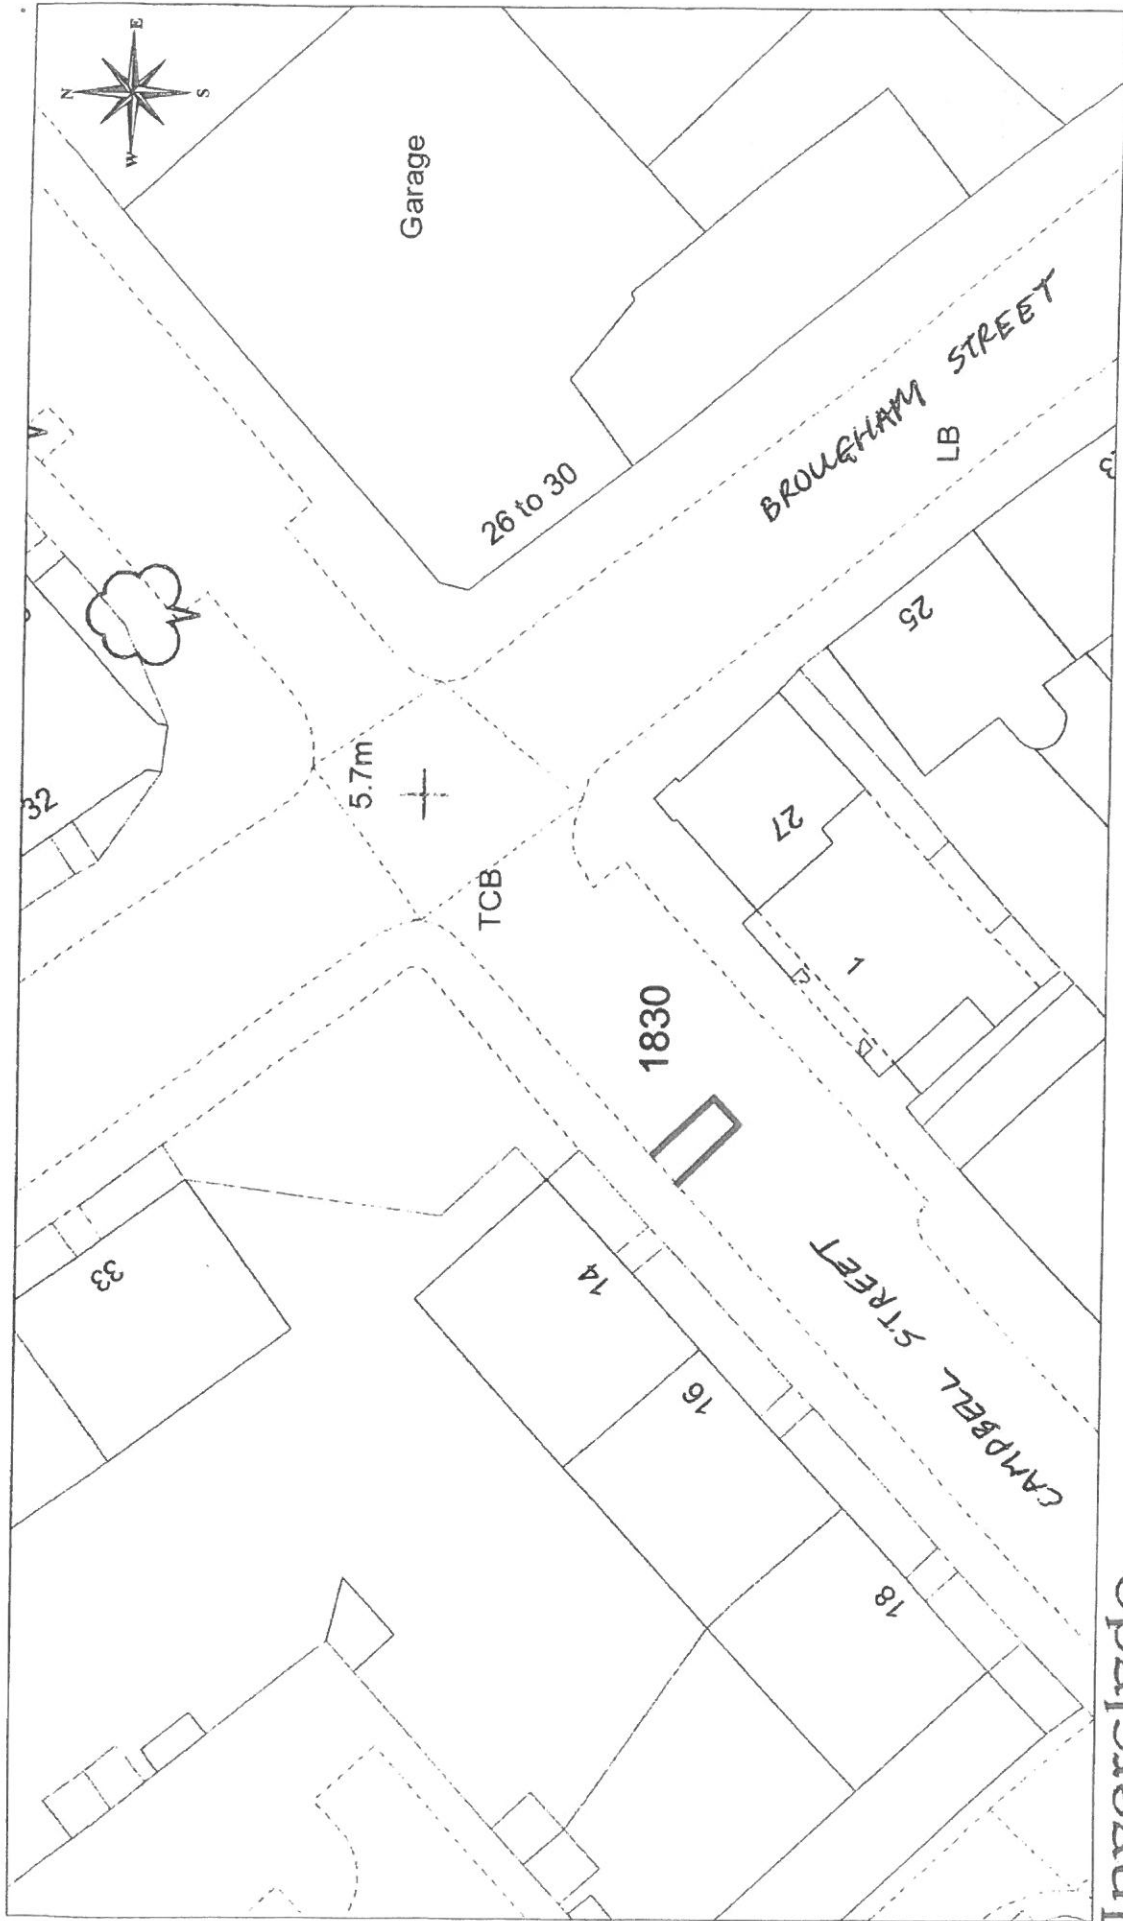 N
E
S
W
Garage
26 to 30
BROUGHAM STREET
LB
25
32
5.7m
TCB
27
1
1830
33
14
16
18
CAMPBELL STREET